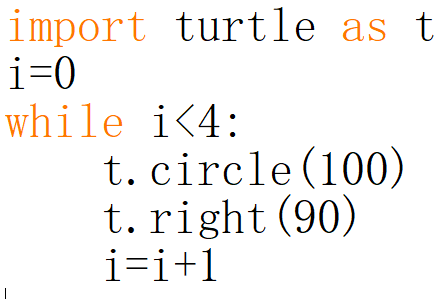 import turtle as t
i=0
while i<4:
    t.circle(100)
    t.right(90)
    i=i+1